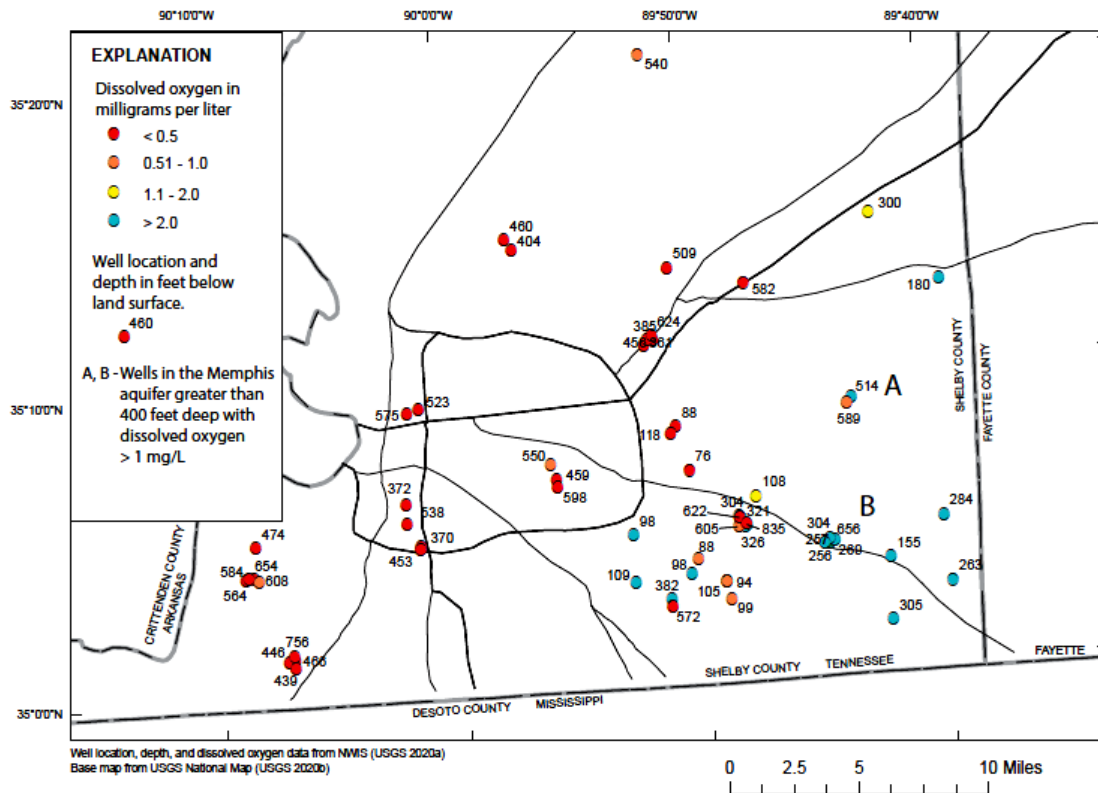 90°10'0"W
90°0'0"W
89°50'0"W
89°40'0"W
EXPLANATION
Dissolved oxygen in
milligrams per liter
< 0.5
0.51 - 1.0
1.1 - 2.0
> 2.0
Well location and
depth in feet below
land surface.
460
A, B - Wells in the Memphis
aquifer greater than
400 feet deep with
dissolved oxygen
> 1 mg/L
35°20'0"N
35°10'0"N
35°0'0"N
540
300
460
404
509
582
180
SHELBY COUNTY
FAYETTE COUNTY
385
624
456
361
514
A
589
523
575
88
118
76
550
459
598
108
372
538
370
453
304
321
622
605
326
835
B
304
656
257
256
269
284
155
263
305
98
109
88
98
105
94
99
382
572
474
584
654
608
564
CRITTENDEN COUNTY
ARKANSAS
756
446
466
439
SHELBY COUNTY TENNESSEE FAYETTE
DESOTO COUNTY MISSISSIPPI
Well location, depth, and dissolved oxygen data from NWIS (USGS 2020a)
Base map from USGS National Map (USGS 2020b)
0 2.5 5 10 Miles